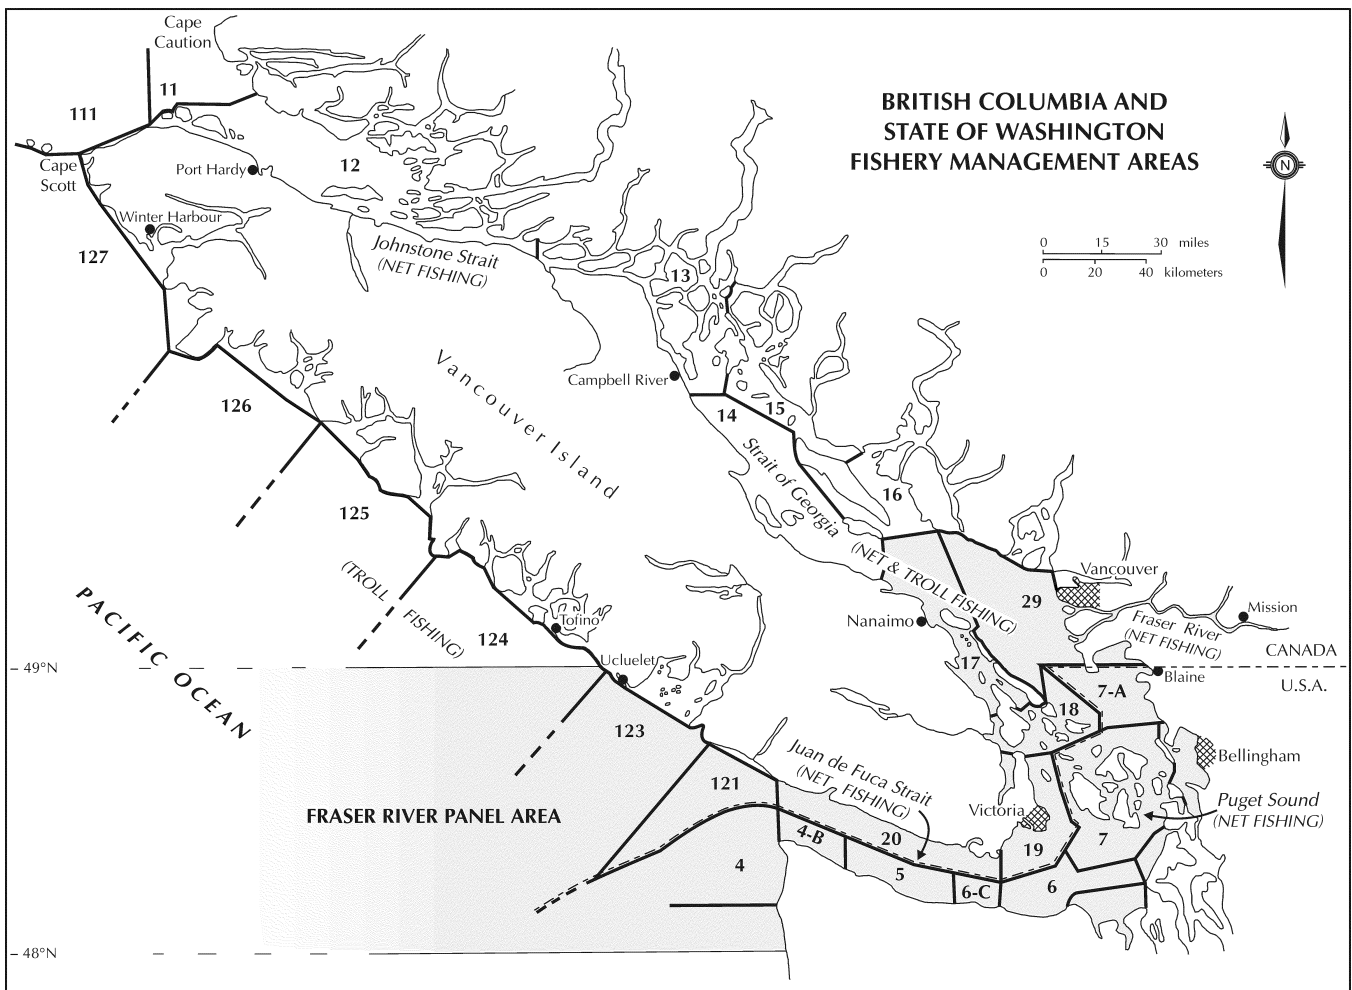 Cape
Caution
BRITISH COLUMBIA AND
STATE OF WASHINGTON
FISHERY MANAGEMENT AREAS
11
111
12
Cape
Scott
Port Hardy
N
Winter Harbour
127
Johnstone Strait
(NET FISHING)
13
0 15 30 miles
0 20 40 kilometers
Vancouver Island
Campbell River
126
14
15
Strait of Georgia
(NET & TROLL FISHING)
16
125
(TROLL FISHING)
PACIFIC OCEAN
Vancouver
29
Mission
Fraser River
(NET FISHING)
Nanaimo
Tofino
124
Ucluelet
17
CANADA
49°N
U.S.A.
Blaine
7-A
18
123
Bellingham
Juan de Fuca Strait
(NET FISHING)
121
Victoria
Puget Sound
(NET FISHING)
FRASER RIVER PANEL AREA
4-B
20
19
7
4
5
6-C
6
48°N